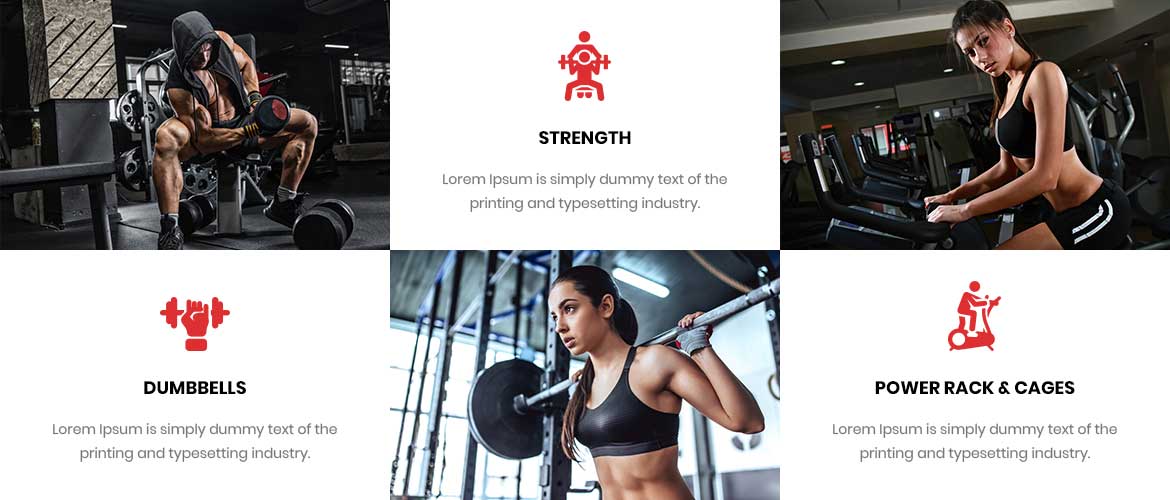 STRENGTH
Lorem Ipsum is simply dummy text of the
printing and typesetting industry.
DUMBBELLS
Lorem Ipsum is simply dummy text of the
printing and typesetting industry.
POWER RACK & CAGES
Lorem Ipsum is simply dummy text of the
printing and typesetting industry.